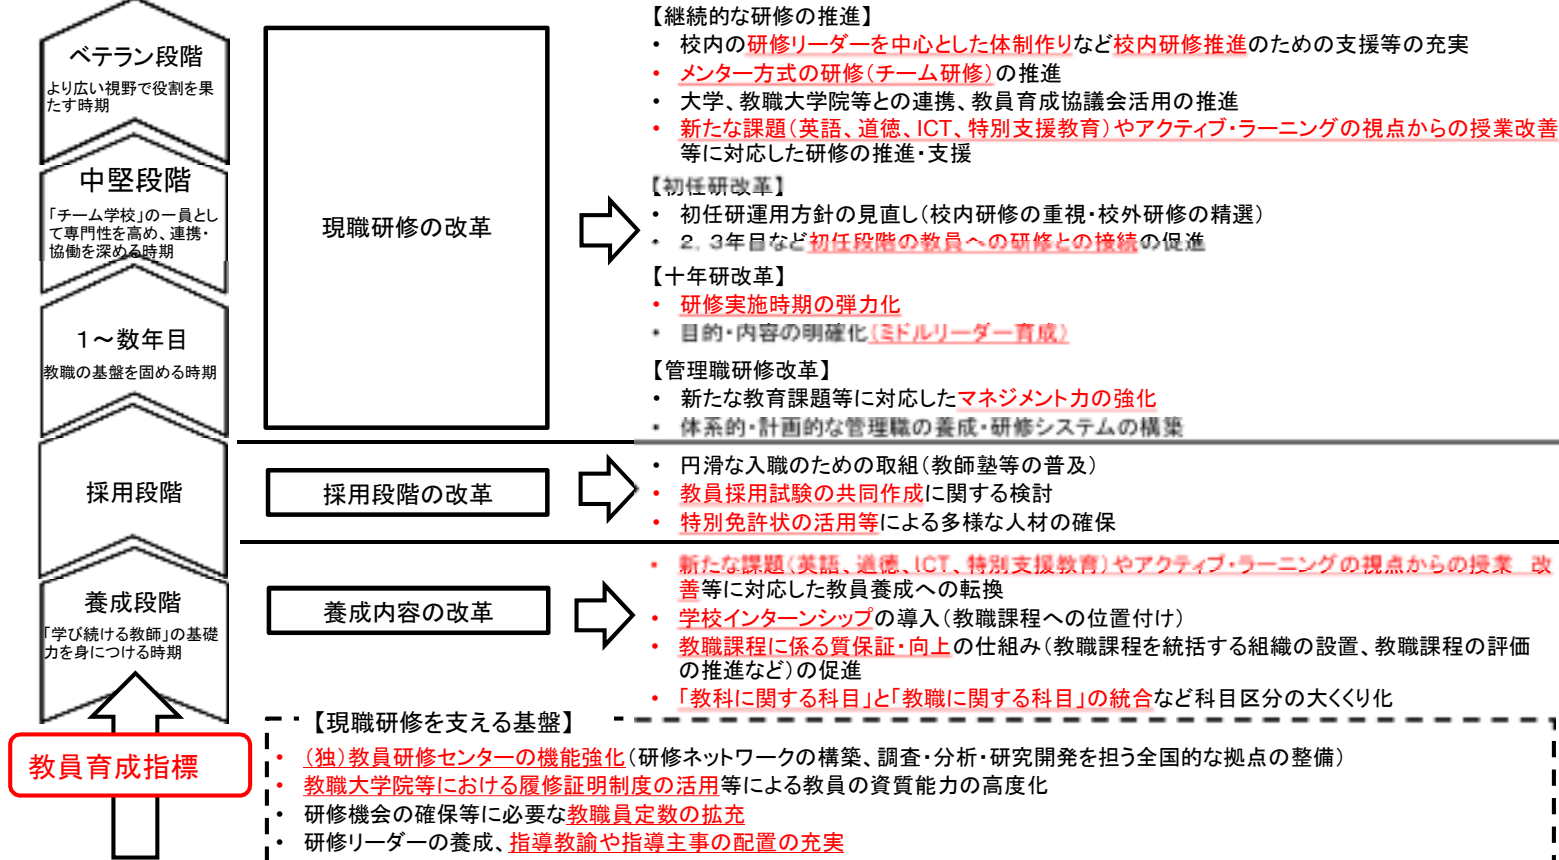 ベテラン段階
より広い視野で役割を果
たす時期
中堅段階
「チーム学校」の一員とし
て専門性を高め、連携・
協働を深める時期
1～数年目
教職の基盤を固める時期
採用段階
養成段階
「学び続ける教師」の基礎
力を身につける時期
教員育成指標
現職研修の改革
【継続的な研修の推進】
・ 校内の研修リーダーを中心とした体制作りなど校内研修推進のための支援等の充実
・ メンター方式の研修(チーム研修)の推進
・ 大学、教職大学院等との連携、教員育成協議会活用の推進
・ 新たな課題(英語、道徳、ICT、特別支援教育)やアクティブ・ラーニングの視点からの授業改善
等に対応した研修の推進・支援
【初任研改革】
・ 初任研運用方針の見直し(校内研修の重視・校外研修の精選)
・ 2，3年目など初任段階の教員への研修との接続の促進
【十年研改革】
・ 研修実施時期の弾力化
・ 目的・内容の明確化(ミドルリーダー育成)
【管理職研修改革】
・ 新たな教育課題等に対応したマネジメント力の強化
・ 体系的・計画的な管理職の養成・研修システムの構築
採用段階の改革
・ 円滑な入職のための取組(教師塾等の普及)
・ 教員採用試験の共同作成に関する検討
・ 特別免許状の活用等による多様な人材の確保
養成内容の改革
・ 新たな課題(英語、道徳、ICT、特別支援教育)やアクティブ・ラーニングの視点からの授業 改
善等に対応した教員養成への転換
・ 学校インターンシップの導入(教職課程への位置付け)
・ 教職課程に係る質保証・向上の仕組み(教職課程を統括する組織の設置、教職課程の評価
の推進など)の促進
・ 「教科に関する科目」と「教職に関する科目」の統合など科目区分の大くくり化
【現職研修を支える基盤】
・ (独)教員研修センターの機能強化(研修ネットワークの構築、調査・分析・研究開発を担う全国的な拠点の整備)
・ 教職大学院等における履修証明制度の活用等による教員の資質能力の高度化
・ 研修機会の確保等に必要な教職員定数の拡充
・ 研修リーダーの養成、指導教諭や指導主事の配置の充実